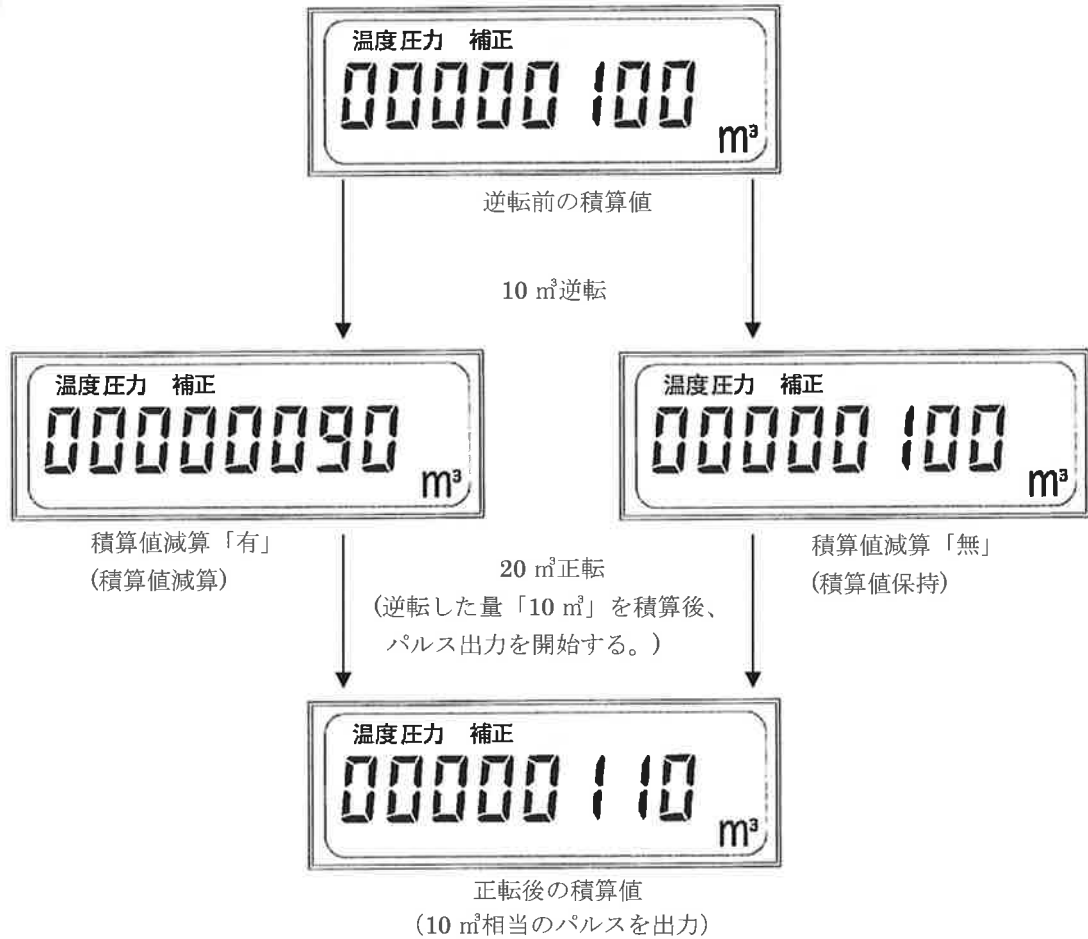 温度圧力 補正
00000100
m³
逆転前の積算値
10 ㎥逆転
温度圧力 補正
00000090
m³
温度圧力 補正
00000100
m³
積算値減算「有」
(積算値減算)
積算値減算「無」
(積算値保持)
20 ㎥正転
(逆転した量「10 ㎥」を積算後、
パルス出力を開始する。)
温度圧力 補正
00000110
m³
正転後の積算値
(10 ㎥相当のパルスを出力)